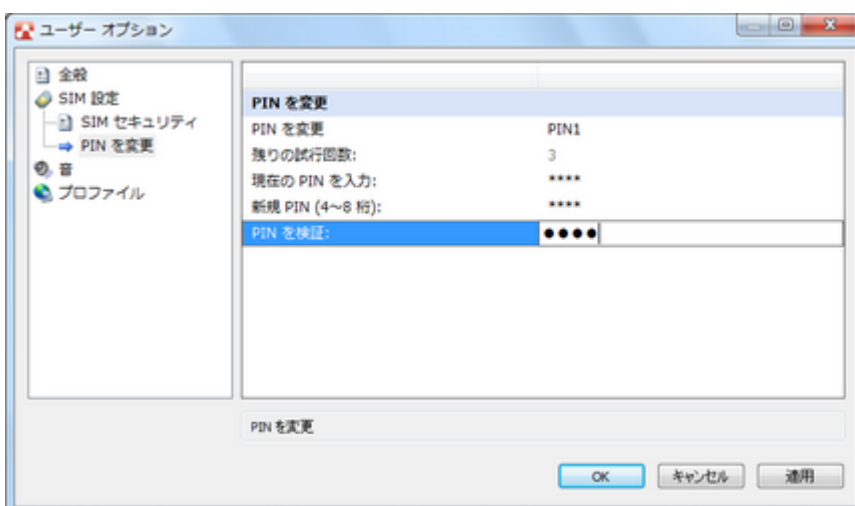 ユーザー オプション
全般
SIM 設定
SIM セキュリティ
PIN を変更
音
プロファイル
PIN を変更
PIN を変更 PIN1
残りの試行回数: 3
現在の PIN を入力: ****
新規 PIN (4～8 桁): ****
PIN を検証: ●●●●
PIN を変更
OK キャンセル 適用